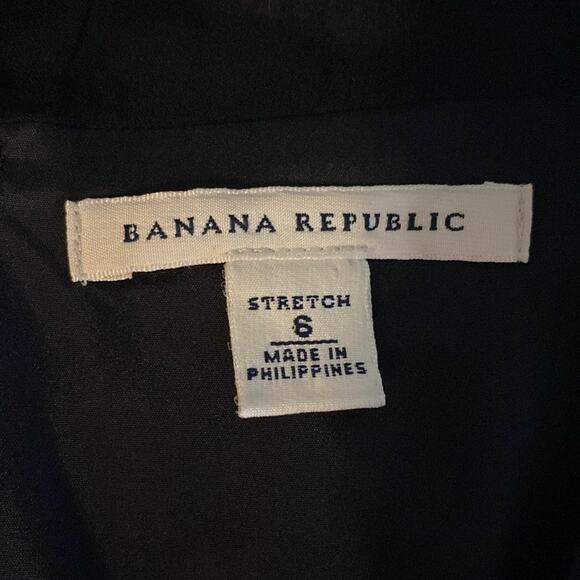 BANANA REPUBLIC
STRETCH
6
MADE IN
PHILIPPINES